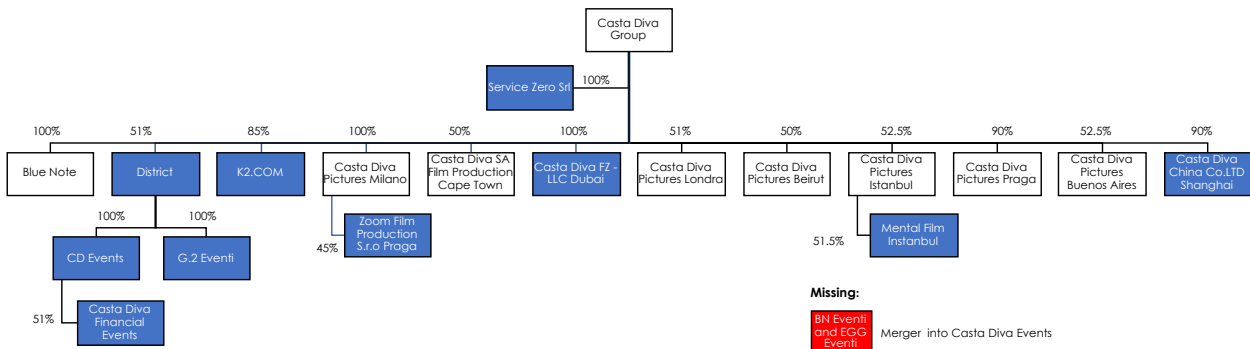 Casta Diva
Group
Service Zero Srl
100%
100%
51%
85%
100%
50%
100%
51%
50%
52.5%
90%
52.5%
90%
Blue Note
District
K2.COM
Casta Diva
Pictures Milano
Casta Diva SA
Film Production
Cape Town
Casta Diva FZ -
LLC Dubai
Casta Diva
Pictures Londra
Casta Diva
Pictures Beirut
Casta Diva
Pictures
Istanbul
Casta Diva
Pictures Praga
Casta Diva
Pictures
Buenos Aires
Casta Diva
China Co.LTD
Shanghai
100%
100%
45%
Zoom Film
Production
S.r.o Praga
51.5%
Mental Film
Instanbul
CD Events
G.2 Eventi
51%
Casta Diva
Financial
Events
Missing:
BN Eventi
and EGG
Eventi
Merger into Casta Diva Events